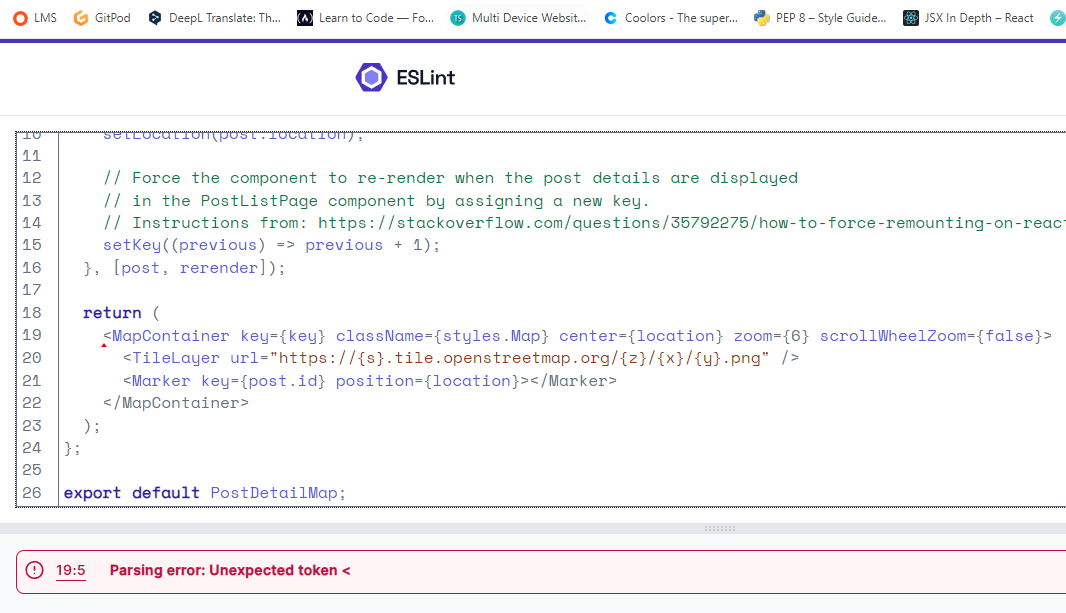 LMS GitPod DeepL Translate: Th... Learn to Code — Fo... Multi Device Websit... Coolors - The super... PEP 8 – Style Guide... JSX In Depth – React
ESLint
10 setLocation(post.location);
11
12 // Force the component to re-render when the post details are displayed
13 // in the PostListPage component by assigning a new key.
14 // Instructions from: https://stackoverflow.com/questions/35792275/how-to-force-remounting-on-react
15 setKey((previous) => previous + 1);
16 }, [post, rerender]);
17
18 return (
19 <MapContainer key={key} className={styles.Map} center={location} zoom={6} scrollWheelZoom={false}>
20 <TileLayer url="https://{s}.tile.openstreetmap.org/{z}/{x}/{y}.png" />
21 <Marker key={post.id} position={location}></Marker>
22 </MapContainer>
23 );
24 };
25
26 export default PostDetailMap;
19:5 Parsing error: Unexpected token <